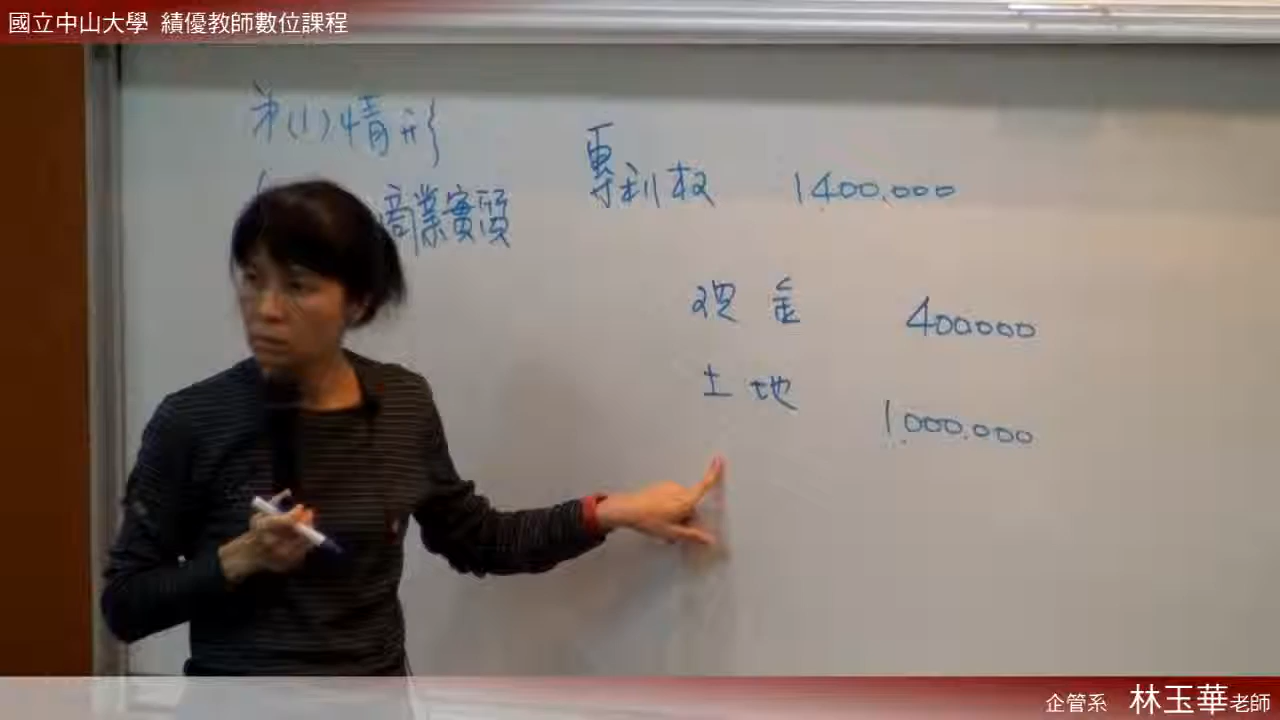 國立中山大學 績優教師數位課程
第(1)情形
商業實質
專利权 1400,000
現金 400000
土地 1,000,000
企管系 林玉華老師